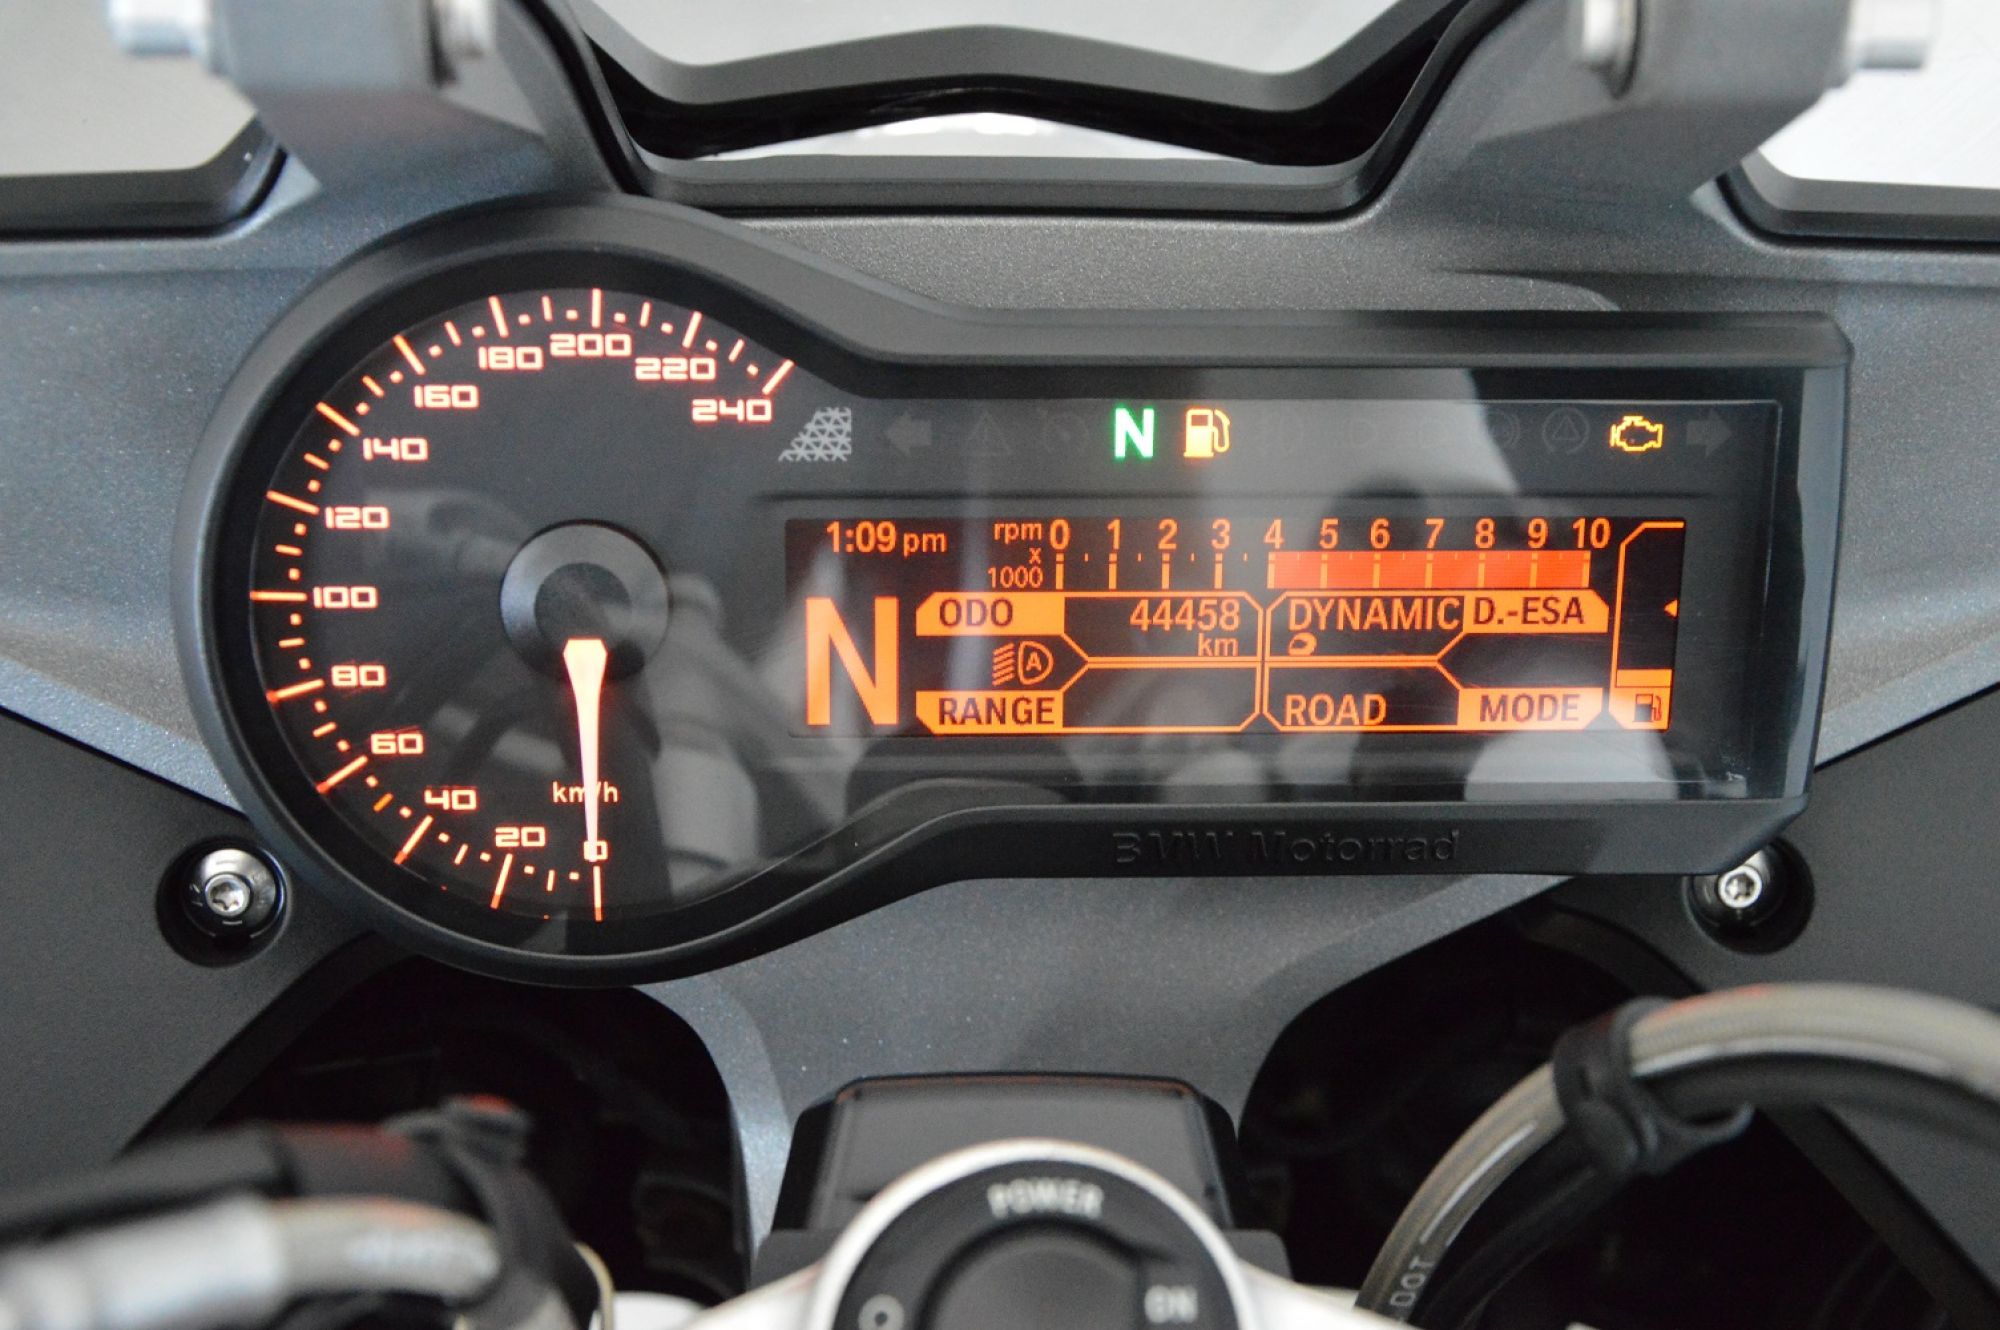 200
180
220
160
240
140
120
100
80
60
40
20
0
km/h
N
1:09 pm
rpm
x
1000
0 1 2 3 4 5 6 7 8 9 10
N
ODO
44458
km
DYNAMIC
D.-ESA
A
RANGE
ROAD
MODE
BMW Motorrad
POWER
ON
DOT